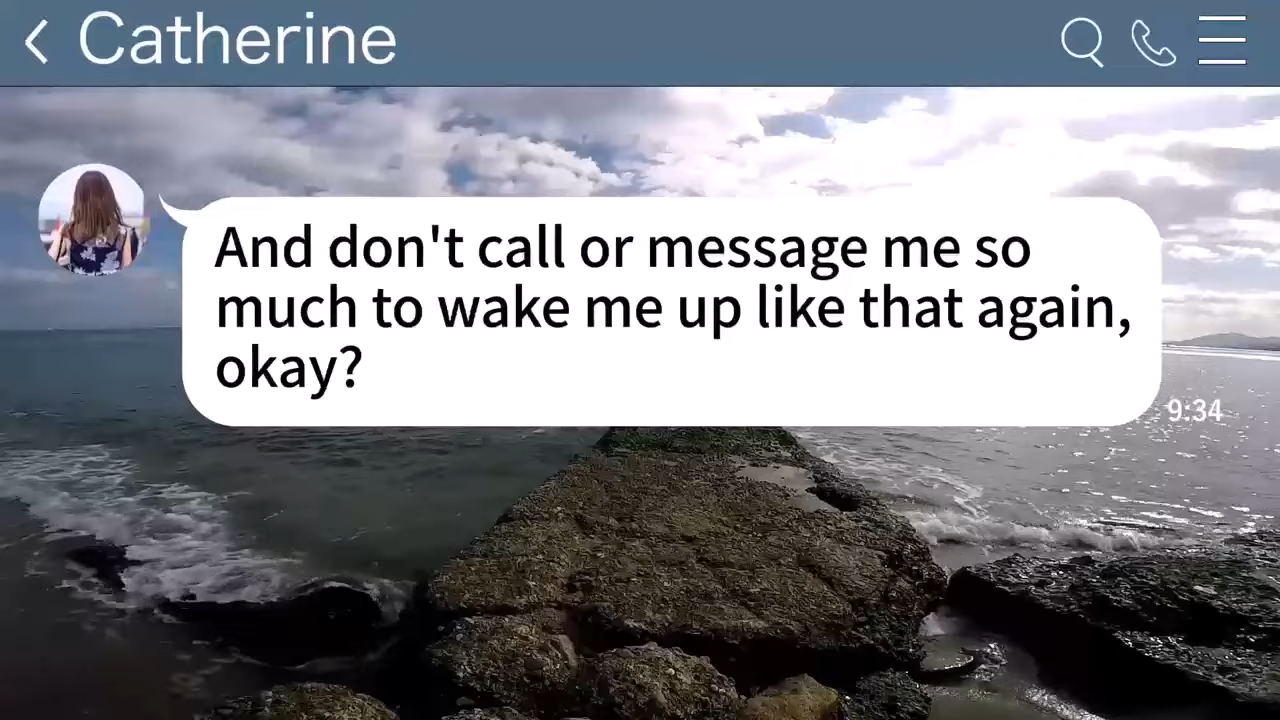 Catherine
And don't call or message me so
much to wake me up like that again,
okay?
9:34